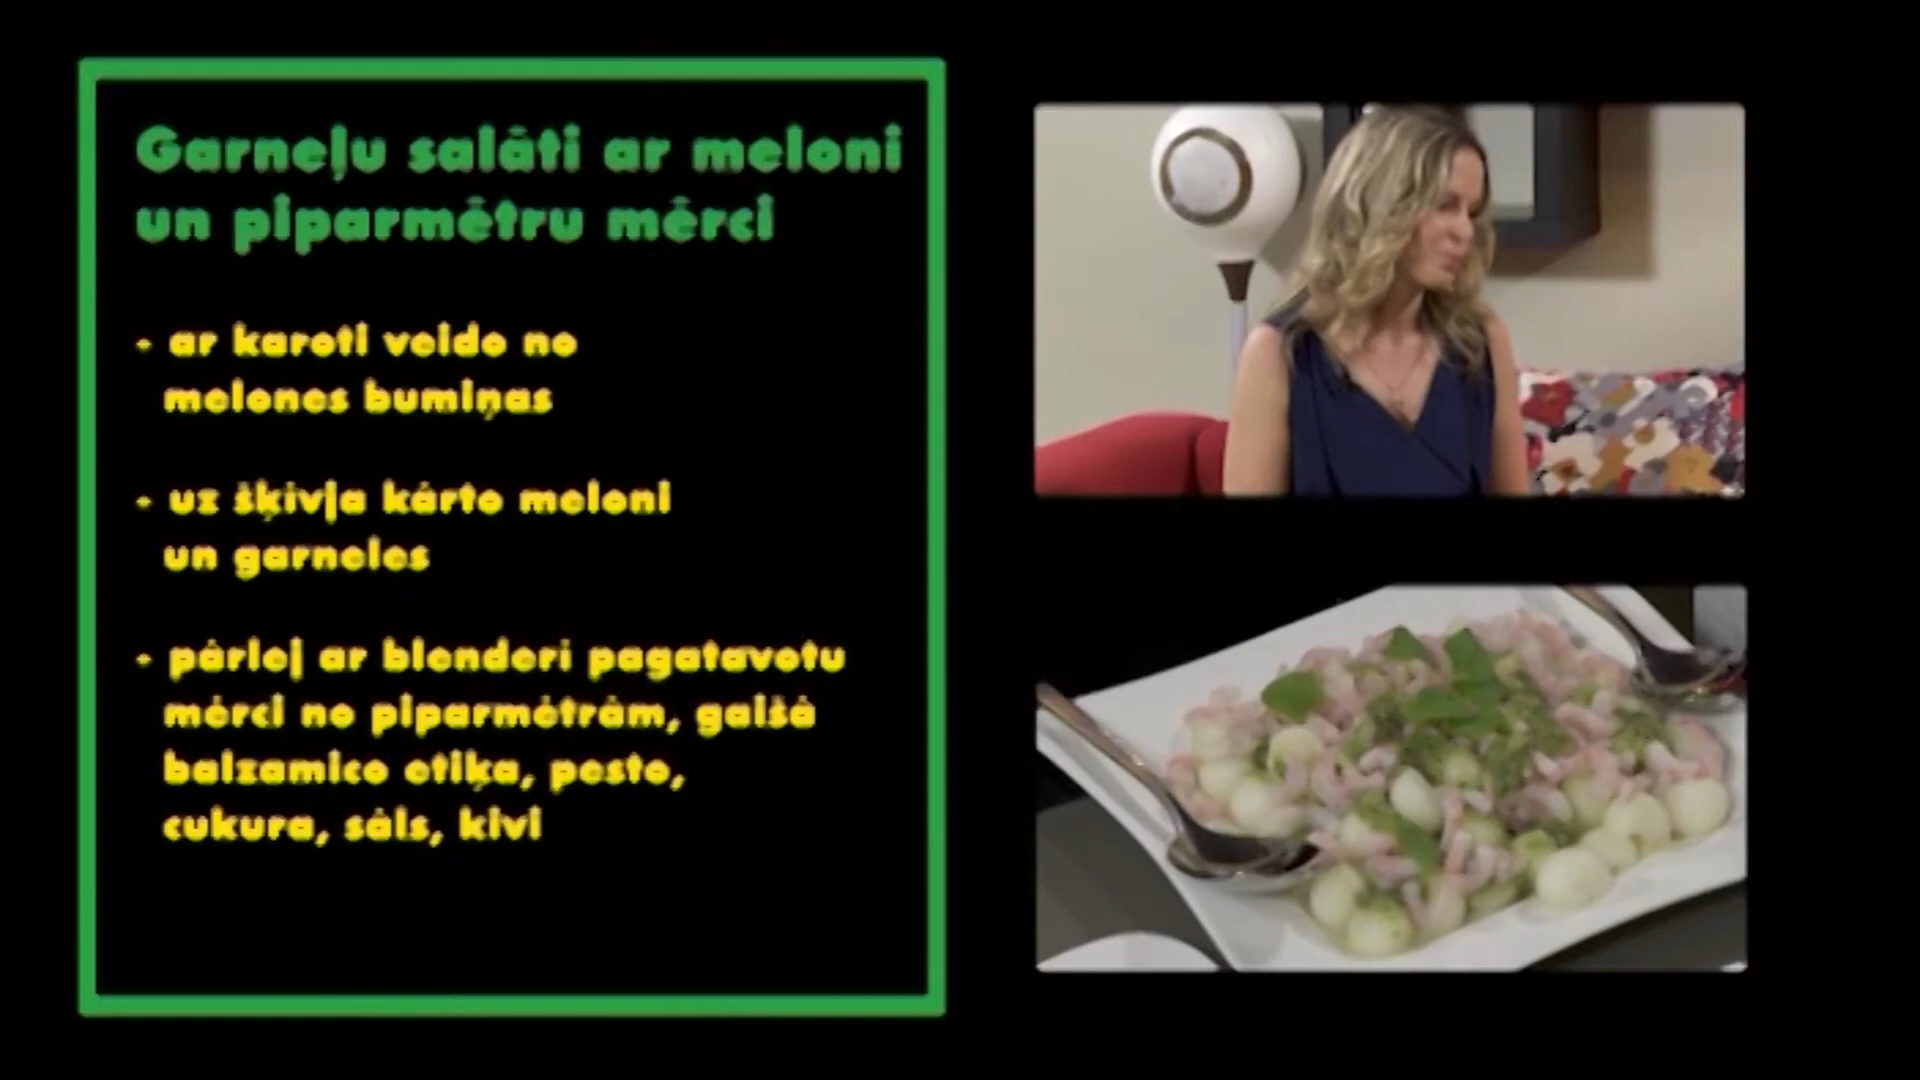 Garneļu salāti ar meloni
un piparmētru mērci
- ar karoti veido no
melones bumiņas
- uz šķivja kārto meloni
un garneles
- pārlej ar blenderi pagatavotu
mērci no piparmētrām, gaišā
balzamico etiķa, pesto,
cukura, sāls, kivi